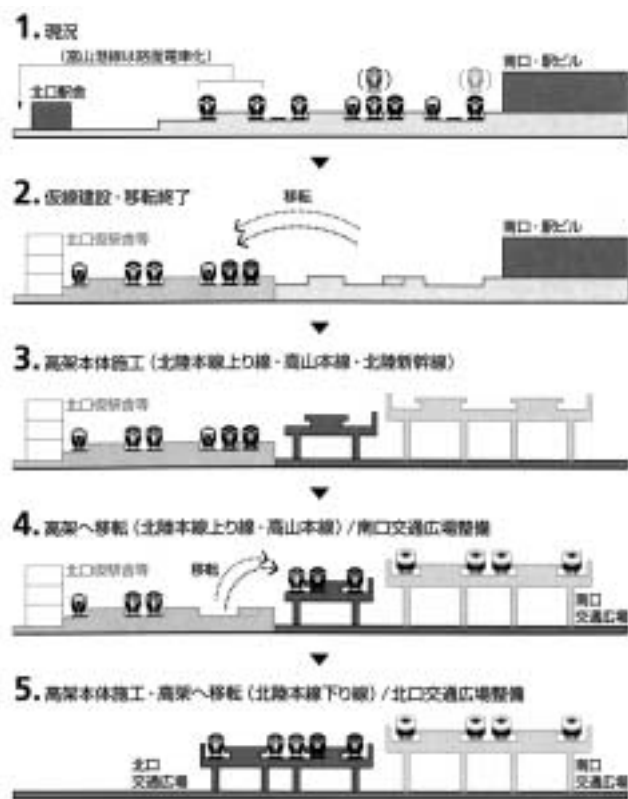 1. 現況
(富山港線は路面電車化)
北口駅舎
南口・駅ビル
2. 仮線建設・移転終了
移転
北口仮駅舎等
南口・駅ビル
3. 高架本体施工(北陸本線上り線・高山本線・北陸新幹線)
北口仮駅舎等
4. 高架へ移転(北陸本線上り線・高山本線)/南口交通広場整備
北口仮駅舎等
移転
南口
交通広場
5. 高架本体施工・高架へ移転(北陸本線下り線)/北口交通広場整備
北口
交通広場
南口
交通広場